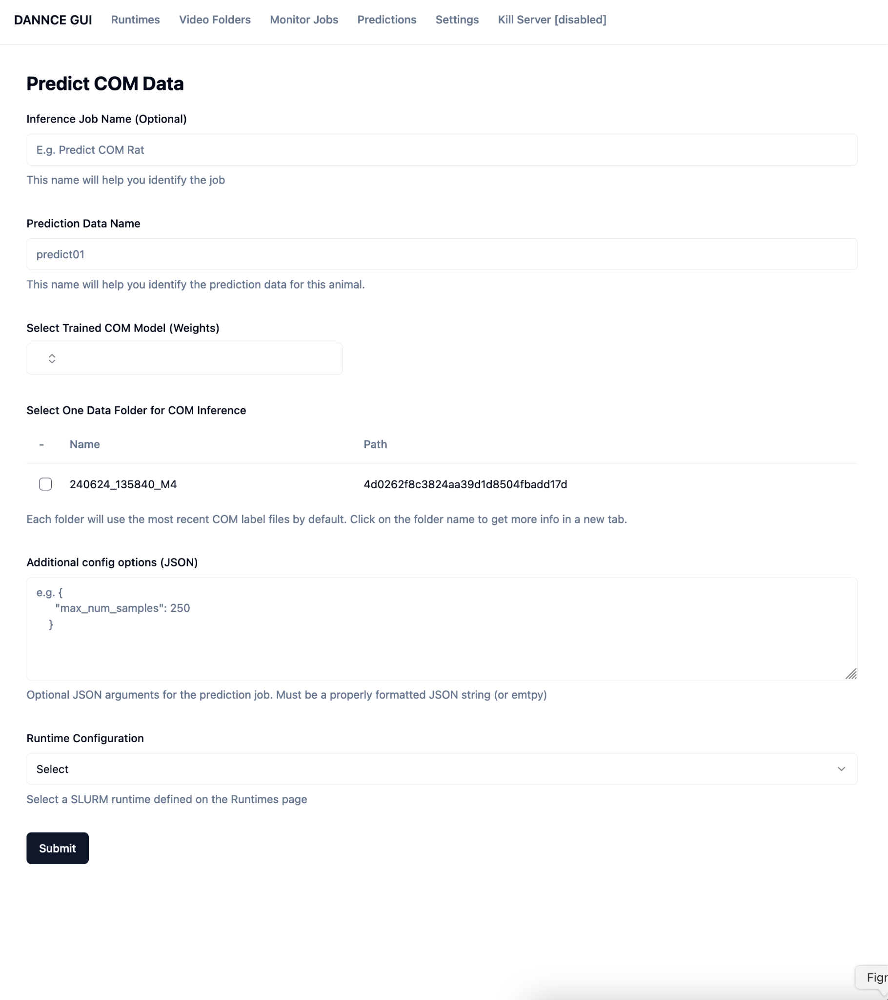 DANNCE GUI Runtimes Video Folders Monitor Jobs Predictions Settings Kill Server [disabled]
Predict COM Data
Inference Job Name (Optional)
E.g. Predict COM Rat
This name will help you identify the job
Prediction Data Name
predict01
This name will help you identify the prediction data for this animal.
Select Trained COM Model (Weights)
Select One Data Folder for COM Inference
- Name Path
240624_135840_M4 4d0262f8c3824aa39d1d8504fbadd17d
Each folder will use the most recent COM label files by default. Click on the folder name to get more info in a new tab.
Additional config options (JSON)
e.g. {
"max_num_samples": 250
}
Optional JSON arguments for the prediction job. Must be a properly formatted JSON string (or emtpy)
Runtime Configuration
Select
Select a SLURM runtime defined on the Runtimes page
Submit